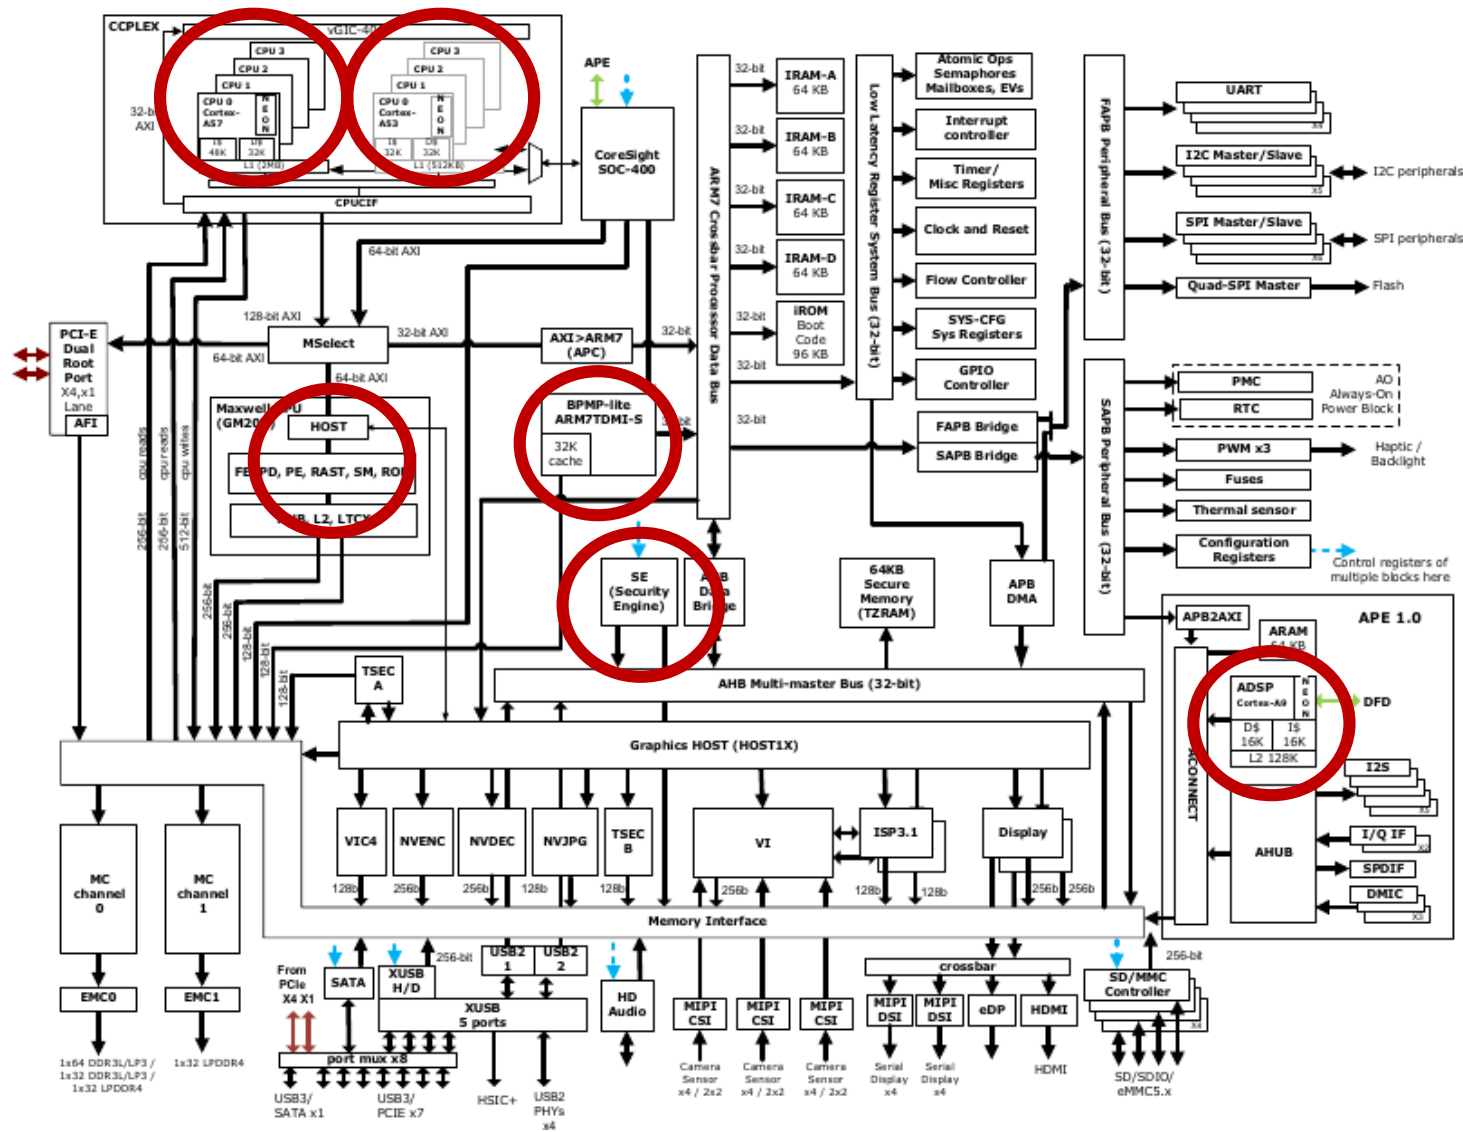 CCPLEX
vGIC-40
CPU 3
CPU 2
CPU 1
CPU 0
Cortex-
A57
N
E
O
N
I$
48K
D$
32K
L1 (2MB)
CPU 3
CPU 2
CPU 1
CPU 0
Cortex-
A53
N
E
O
N
I$
32K
D$
32K
L1 (512KB)
32-b
AXI
CPUCIF
APE
CoreSight
SOC-400
64-bit AXI
128-bit AXI
MSelect
32-bit AXI
64-bit AXI
64-bit AXI
AXI>ARM7
(APC)
32-bit
PCI-E
Dual
Root
Port
X4,x1
Lane
AFI
Maxwell
(GM20
HOST
PD, PE, RAST, SM, RO
L2, LTC
BPMP-lite
ARM7TDMI-S
32K
cache
cpu reads
cpu reads
cpu writes
256-bit
256-bit
512-bit
256-bit
256-bit
128-bit
128-bit
128-bit
ARM7 Crossbar Processor Data Bus
32-bit
IRAM-A
64 KB
32-bit
IRAM-B
64 KB
32-bit
IRAM-C
64 KB
32-bit
IRAM-D
64 KB
32-bit
iROM
Boot
Code
96 KB
32-bit
32-bit
Low Latency Register System Bus (32-bit)
Atomic Ops
Semaphores
Mailboxes, EVs
Interrupt
controller
Timer/
Misc Registers
Clock and Reset
Flow Controller
SYS-CFG
Sys Registers
GPIO
Controller
FAPB Bridge
SAPB Bridge
FAPB Peripheral Bus (32-bit)
UART
X4
I2C Master/Slave
X5
I2C peripherals
SPI Master/Slave
X4
SPI peripherals
Quad-SPI Master
Flash
SAPB Peripheral Bus (32-bit)
PMC
RTC
AO
Always-On
Power Block
PWM x3
Haptic /
Backlight
Fuses
Thermal sensor
Configuration
Registers
Control registers of
multiple blocks here
SE
(Security
Engine)
Data
Bridge
64KB
Secure
Memory
(TZRAM)
APB
DMA
APB2AXI
APE 1.0
ARAM
64 KB
ADSP
Cortex-A9
N
E
O
N
D$
16K
I$
16K
L2 128K
DFD
ACONNECT
AHUB
I2S
I/Q IF
X2
SPDIF
DMIC
X3
TSEC
A
AHB Multi-master Bus (32-bit)
Graphics HOST (HOST1X)
VIC4
NVENC
NVDEC
NVJPG
TSEC
B
VI
ISP3.1
Display
128b
256b
256b
128b
128b
256b
128b
128b
256b
256b
MC
channel
0
MC
channel
1
Memory Interface
EMC0
EMC1
1x64 DDR3L/LP3 /
1x32 DDR3L/LP3 /
1x32 LPDDR4
1x32 LPDDR4
From
PCIe
X4 X1
SATA
XUSB
H/D
256-bit
USB2
1
USB2
2
XUSB
5 ports
port mux x8
USB3/
SATA x1
USB3/
PCIE x7
HSIC+
USB2
PHYs
x4
HD
Audio
MIPI
CSI
MIPI
CSI
MIPI
CSI
Camera
Sensor
x4 / 2x2
Camera
Sensor
x4 / 2x2
Camera
Sensor
x4 / 2x2
crossbar
MIPI
DSI
MIPI
DSI
eDP
HDMI
Serial
Display
x4
Serial
Display
x4
HDMI
256-bit
SD/MMC
Controller
X4
SD/SDIO/
eMMC5.x